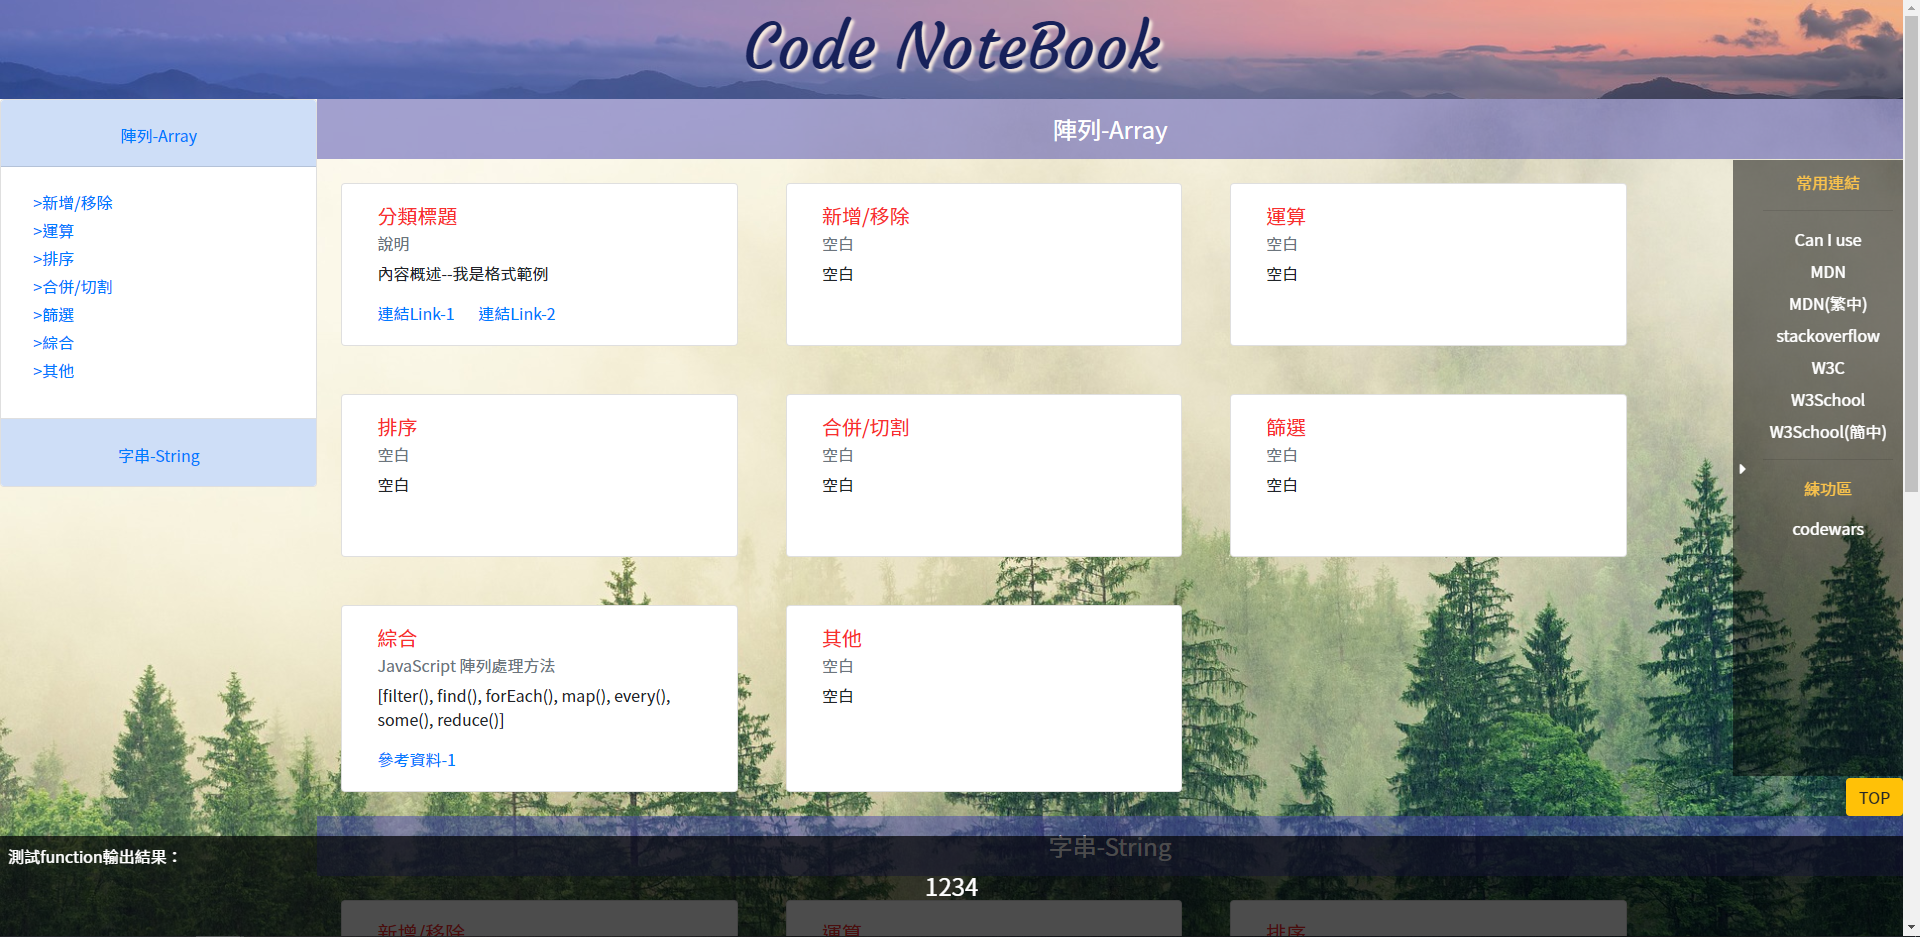 Code NoteBook
陣列-Array
>新增/移除
>運算
>排序
>合併/切割
>篩選
>綜合
>其他
字串-String
陣列-Array
分類標題
說明
內容概述--我是格式範例
連結Link-1 連結Link-2
新增/移除
空白
空白
運算
空白
空白
排序
空白
空白
合併/切割
空白
空白
篩選
空白
空白
綜合
JavaScript 陣列處理方法
[filter(), find(), forEach(), map(), every(),
some(), reduce()]
參考資料-1
其他
空白
空白
常用連結
Can I use
MDN
MDN(繁中)
stackoverflow
W3C
W3School
W3School(簡中)
練功區
codewars
TOP
字串-String
測試function輸出結果：
1234
新增/移除
運算
排序